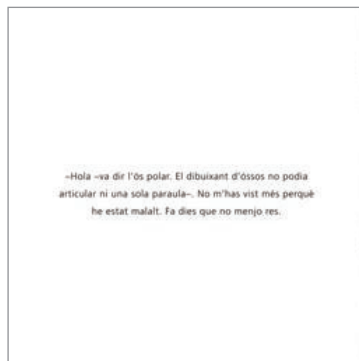 –Hola –va dir l'ós polar. El dibuixant d'óssos no podia
articular ni una sola paraula–. No m'has vist més perquè
he estat malalt. Fa dies que no menjo res.